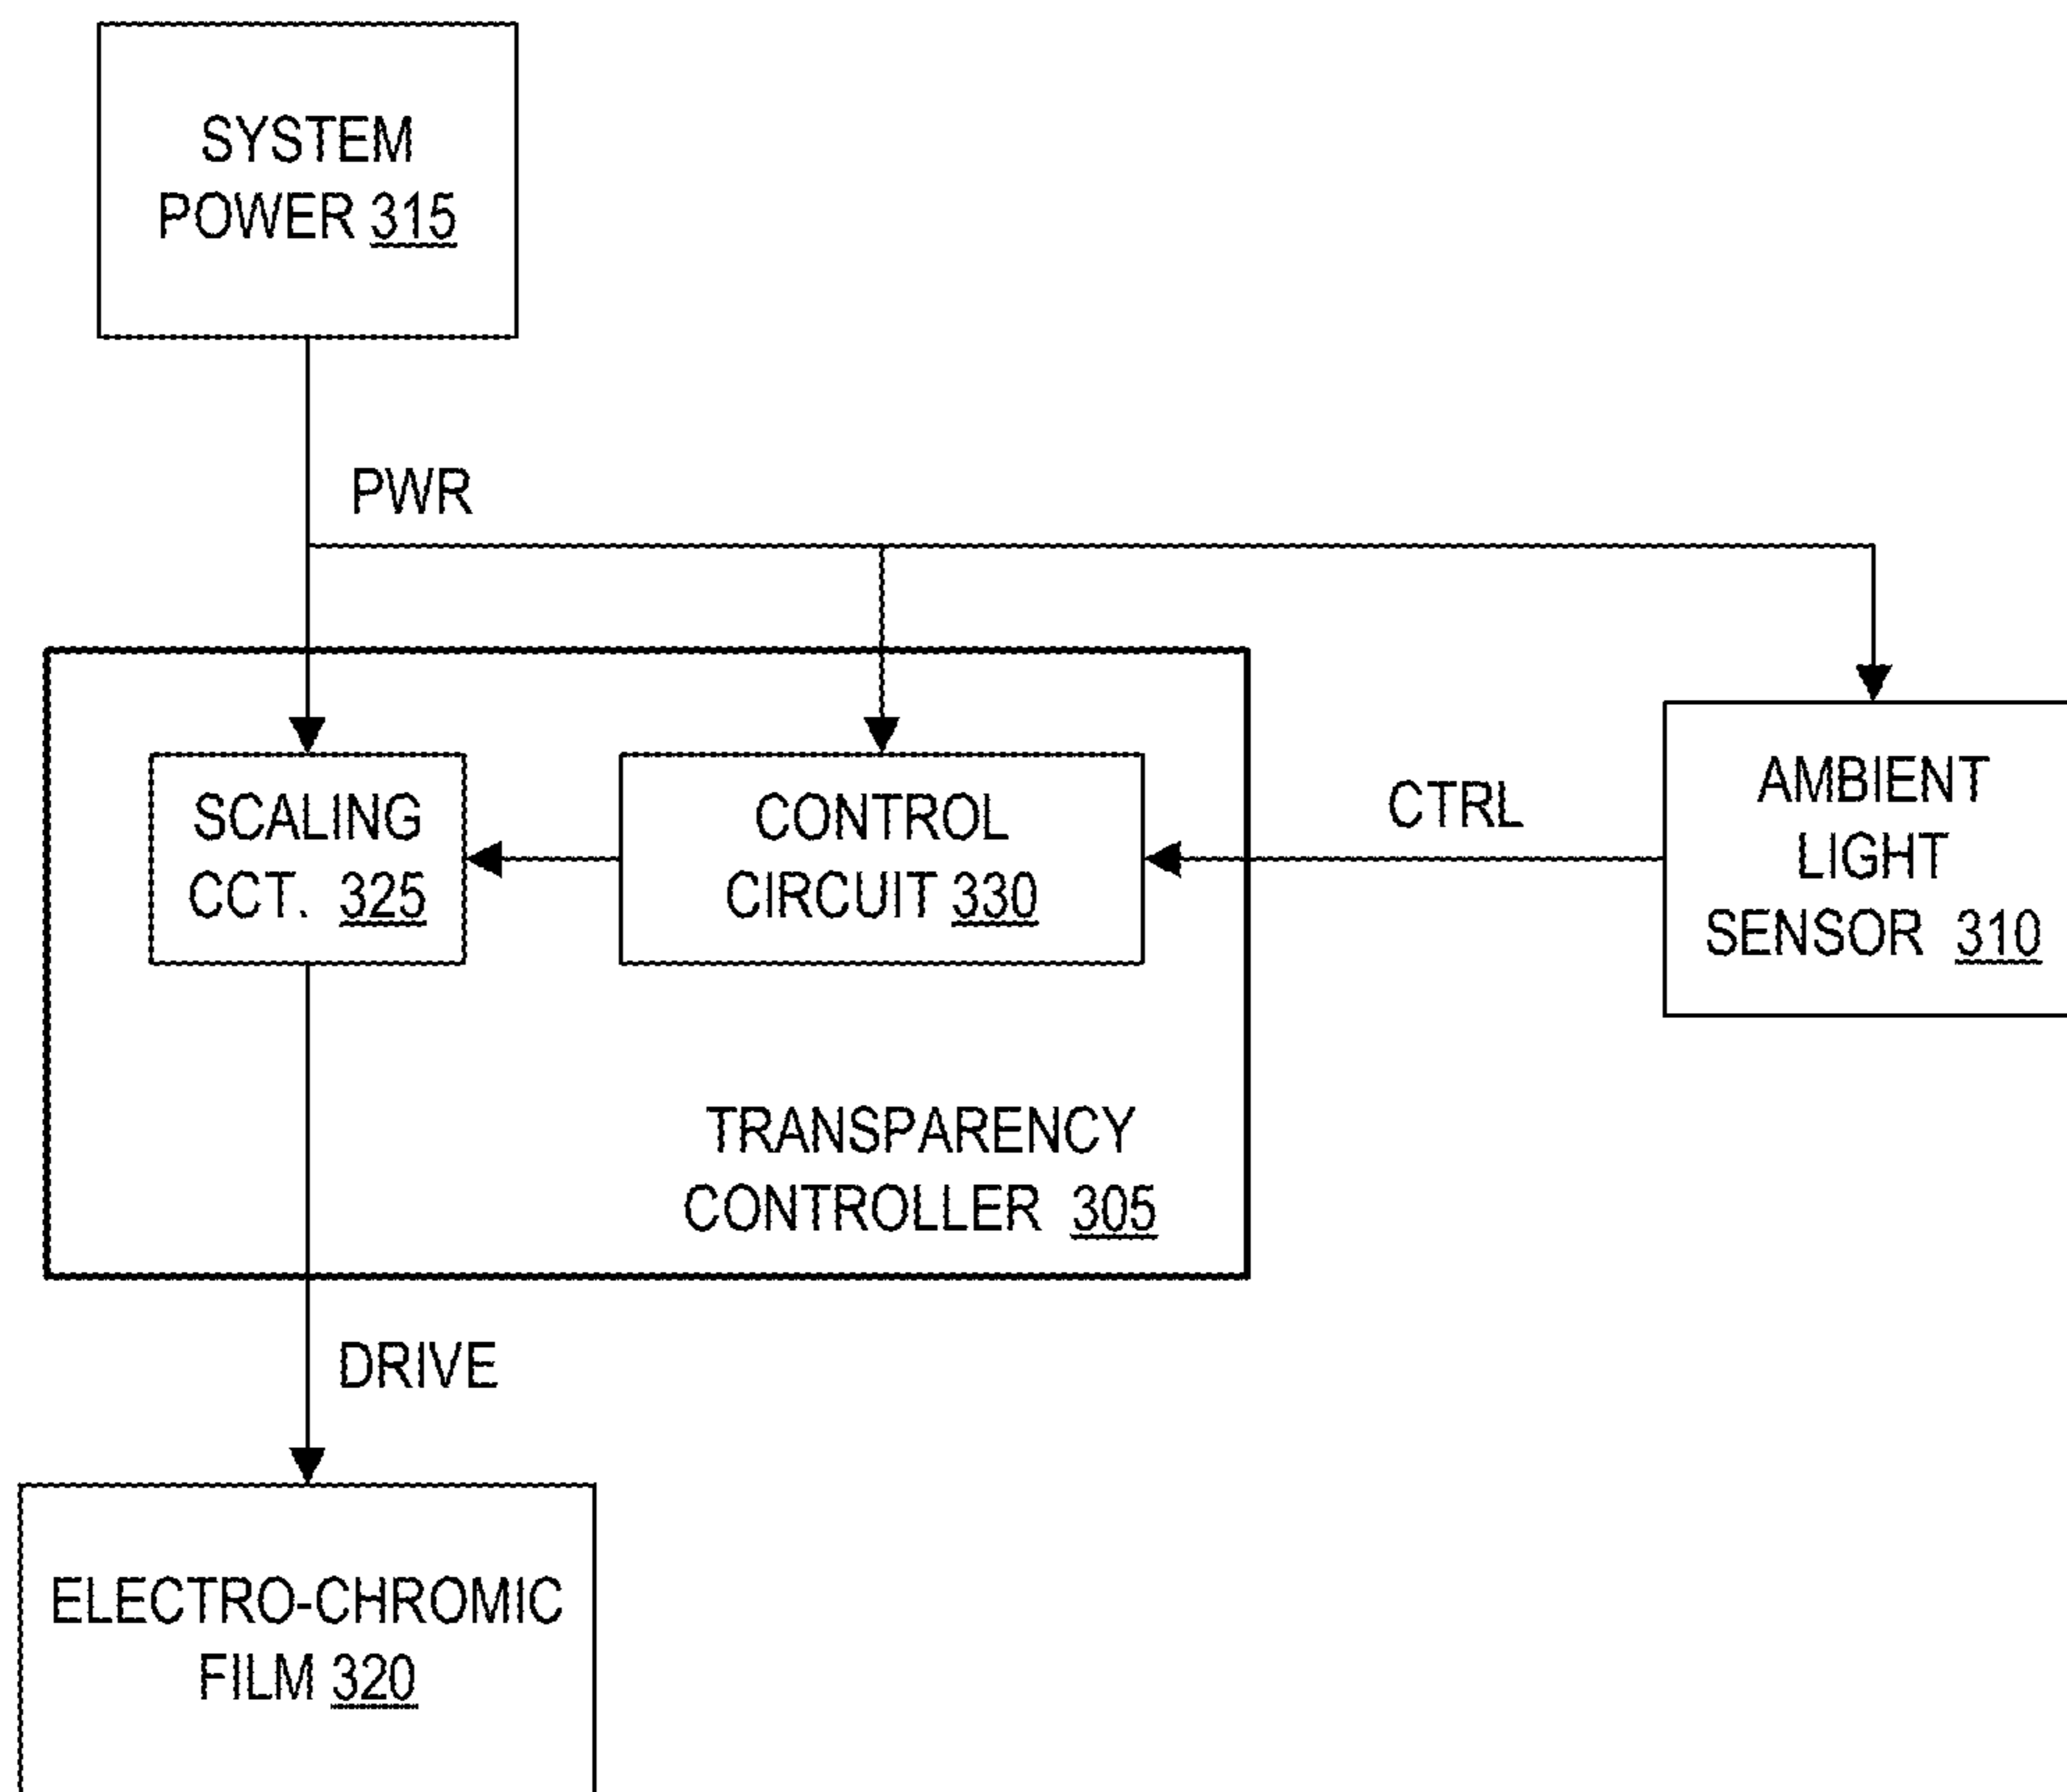 SYSTEM
POWER 315
PWR
SCALING
CCT. 325
CONTROL
CIRCUIT 330
CTRL
AMBIENT
LIGHT
SENSOR 310
TRANSPARENCY
CONTROLLER 305
DRIVE
ELECTRO-CHROMIC
FILM 320